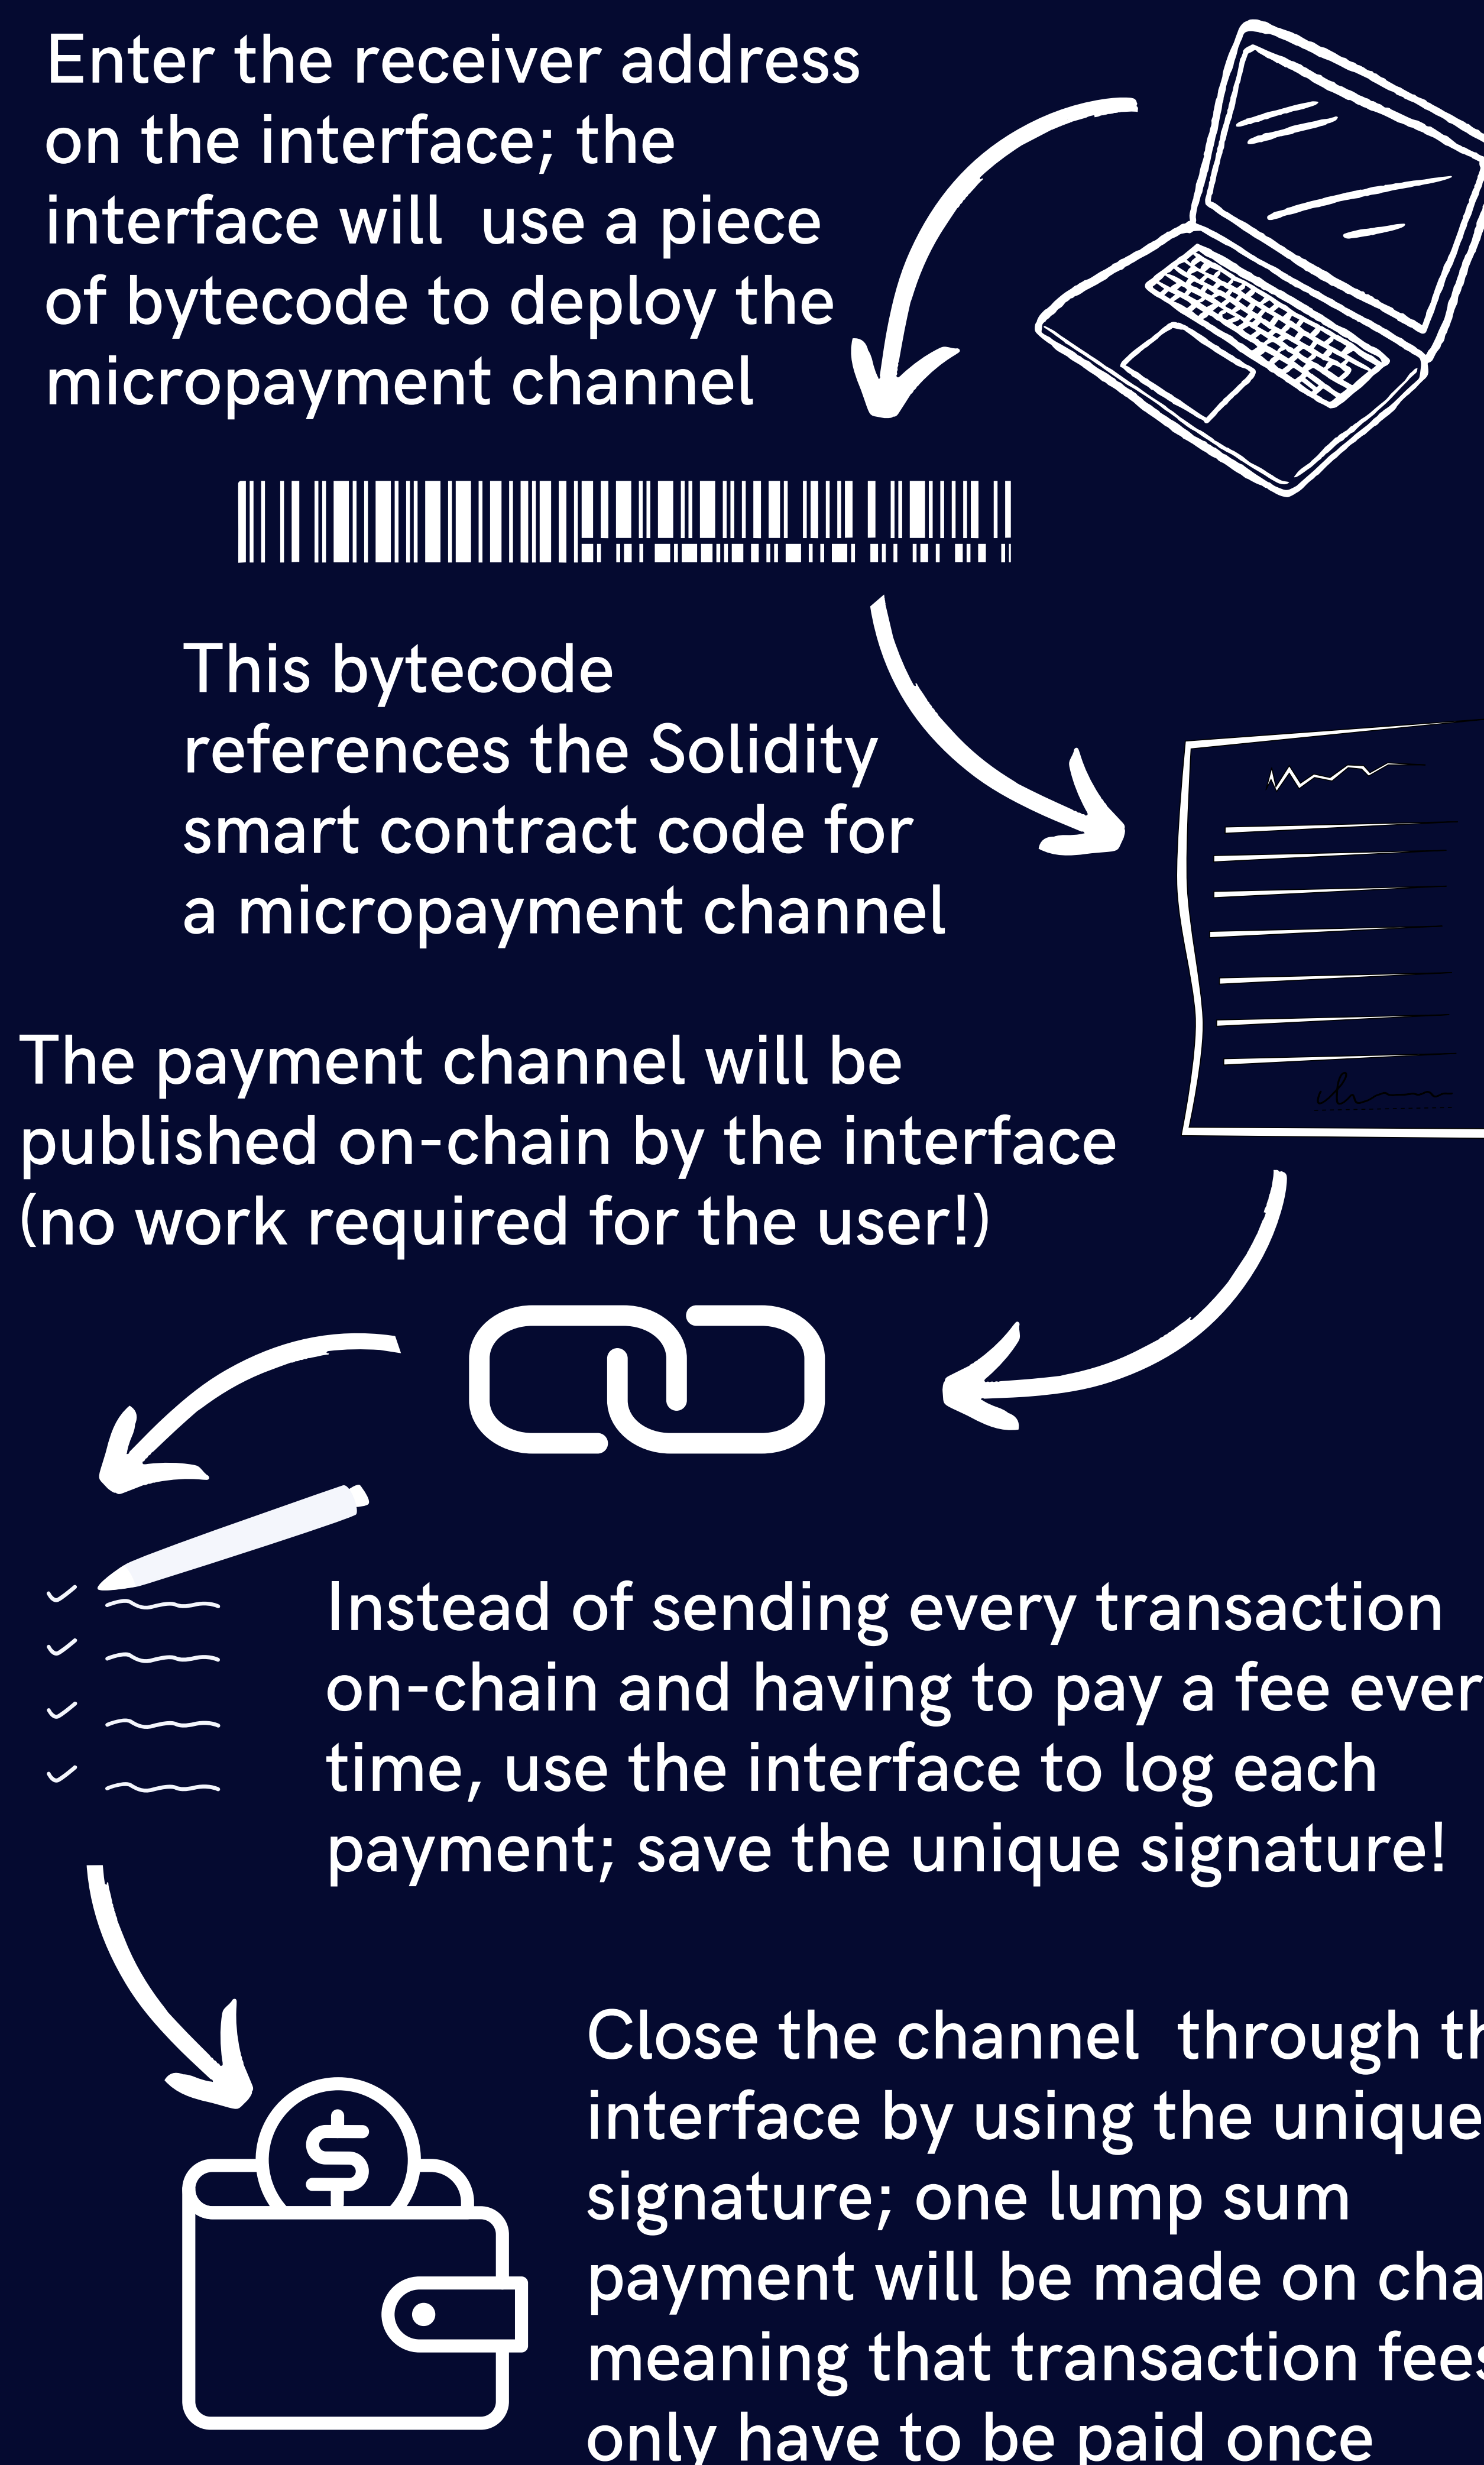 Enter the receiver address
on the interface; the
interface will  use a piece
of bytecode to deploy the
micropayment channel
This bytecode
references the Solidity
smart contract code for
a micropayment channel
The payment channel will be
published on-chain by the interface
(no work required for the user!)
Instead of sending every transaction
on-chain and having to pay a fee ever
time, use the interface to log each
payment; save the unique signature!
Close the channel  through th
interface by using the unique
signature; one lump sum
payment will be made on cha
meaning that transaction fees
only have to be paid once